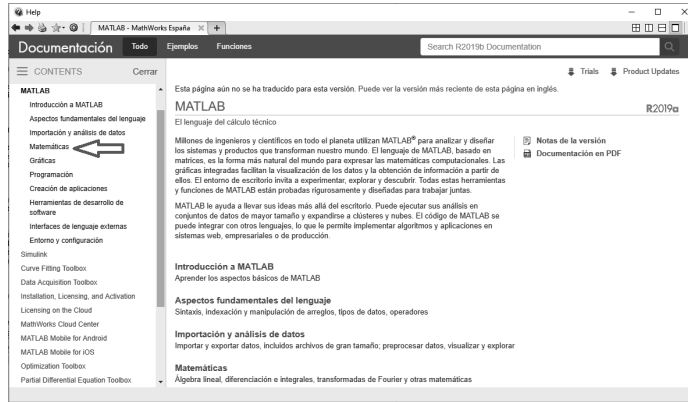 Help
MATLAB - MathWorks España
Documentación Todo Ejemplos Funciones Search R2019b Documentation
CONTENTS Cerrar
Trials Product Updates
MATLAB
Introducción a MATLAB
Aspectos fundamentales del lenguaje
Importación y análisis de datos
Matemáticas
Gráficas
Programación
Creación de aplicaciones
Herramientas de desarrollo de
software
Interfaces de lenguaje externas
Entorno y configuración
Simulink
Curve Fitting Toolbox
Data Acquisition Toolbox
Installation, Licensing, and Activation
Licensing on the Cloud
MathWorks Cloud Center
MATLAB Mobile for Android
MATLAB Mobile for iOS
Optimization Toolbox
Partial Differential Equation Toolbox
Esta página aún no se ha traducido para esta versión. Puede ver la versión más reciente de esta página en inglés.
MATLAB
R2019a
El lenguaje del cálculo técnico
Millones de ingenieros y científicos en todo el planeta utilizan MATLAB® para analizar y diseñar
los sistemas y productos que transforman nuestro mundo. El lenguaje de MATLAB, basado en
matrices, es la forma más natural del mundo para expresar las matemáticas computacionales. Las
gráficas integradas facilitan la visualización de los datos y la obtención de información a partir de
ellos. El entorno de escritorio invita a experimentar, explorar y descubrir. Todas estas herramientas
y funciones de MATLAB están probadas rigurosamente y diseñadas para trabajar juntas.
MATLAB le ayuda a llevar sus ideas más allá del escritorio. Puede ejecutar sus análisis en
conjuntos de datos de mayor tamaño y expandirse a clústeres y nubes. El código de MATLAB se
puede integrar con otros lenguajes, lo que le permite implementar algoritmos y aplicaciones en
sistemas web, empresariales o de producción.
Notas de la versión
Documentación en PDF
Introducción a MATLAB
Aprender los aspectos básicos de MATLAB
Aspectos fundamentales del lenguaje
Sintaxis, indexación y manipulación de arreglos, tipos de datos, operadores
Importación y análisis de datos
Importar y exportar datos, incluidos archivos de gran tamaño; preprocesar datos, visualizar y explorar
Matemáticas
Álgebra lineal, diferenciación e integrales, transformadas de Fourier y otras matemáticas